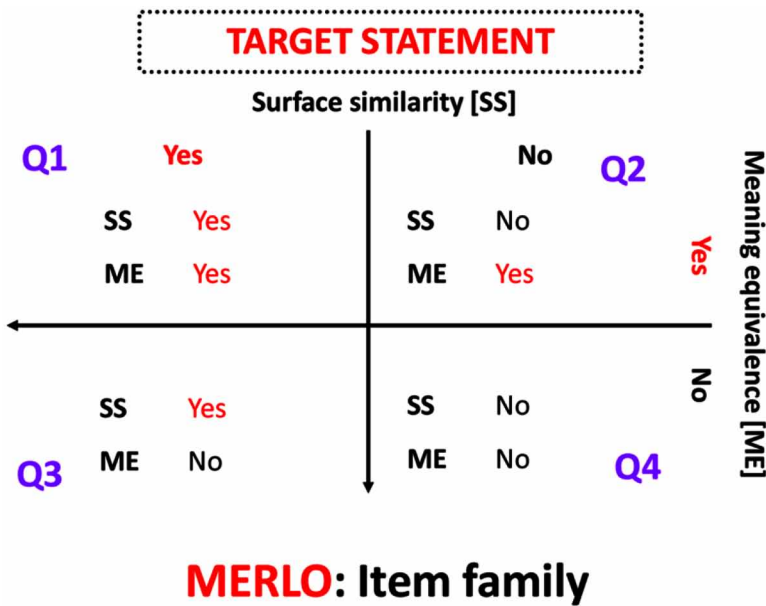 TARGET STATEMENT
Surface similarity [SS]
Q1 Yes No Q2
SS Yes SS No
ME Yes ME Yes
Yes
Meaning equivalence [ME]
No
SS Yes SS No
ME No ME No
Q3 Q4
MERLO: Item family